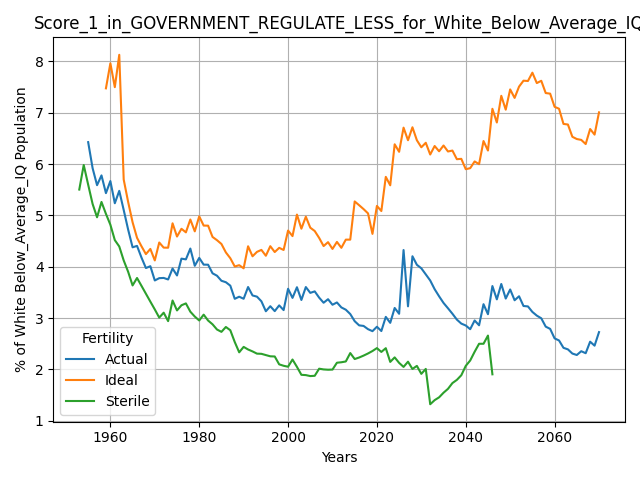 Score_1_in_GOVERNMENT_REGULATE_LESS_for_White_Below_Average_IQ
% of White Below_Average_IQ Population
8
7
6
5
4
3
2
1
Fertility
Actual
Ideal
Sterile
1960 1980 2000 2020 2040 2060
Years